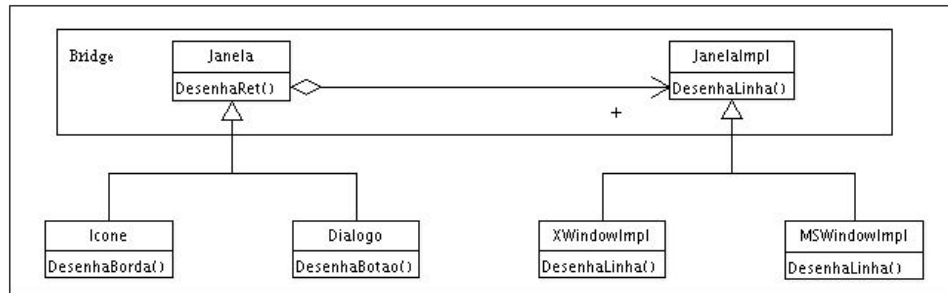 Bridge
Janela
DesenhaRet()
JanelaImpl
DesenhaLinha()
+
Icone
DesenhaBorda()
Dialogo
DesenhaBotao()
XWindowImpl
DesenhaLinha()
MSWindowImpl
DesenhaLinha()